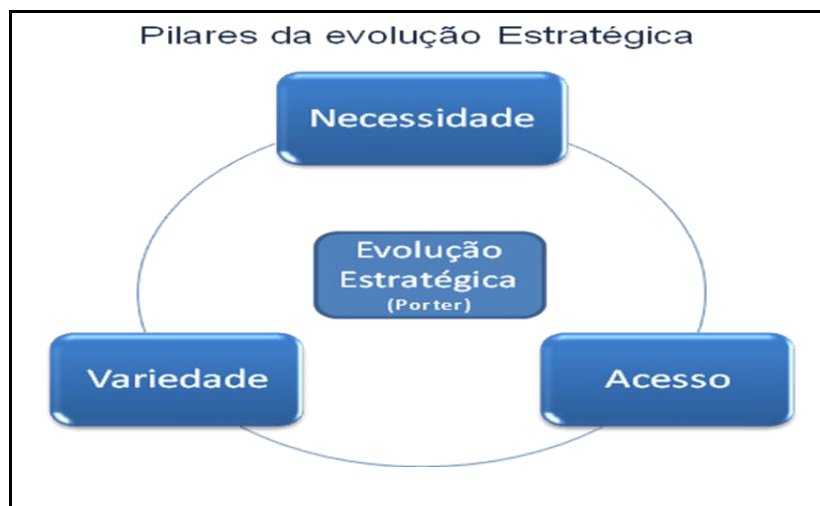 Pilares da evolução Estratégica
Necessidade
Evolução
Estratégica
(Porter)
Variedade
Acesso